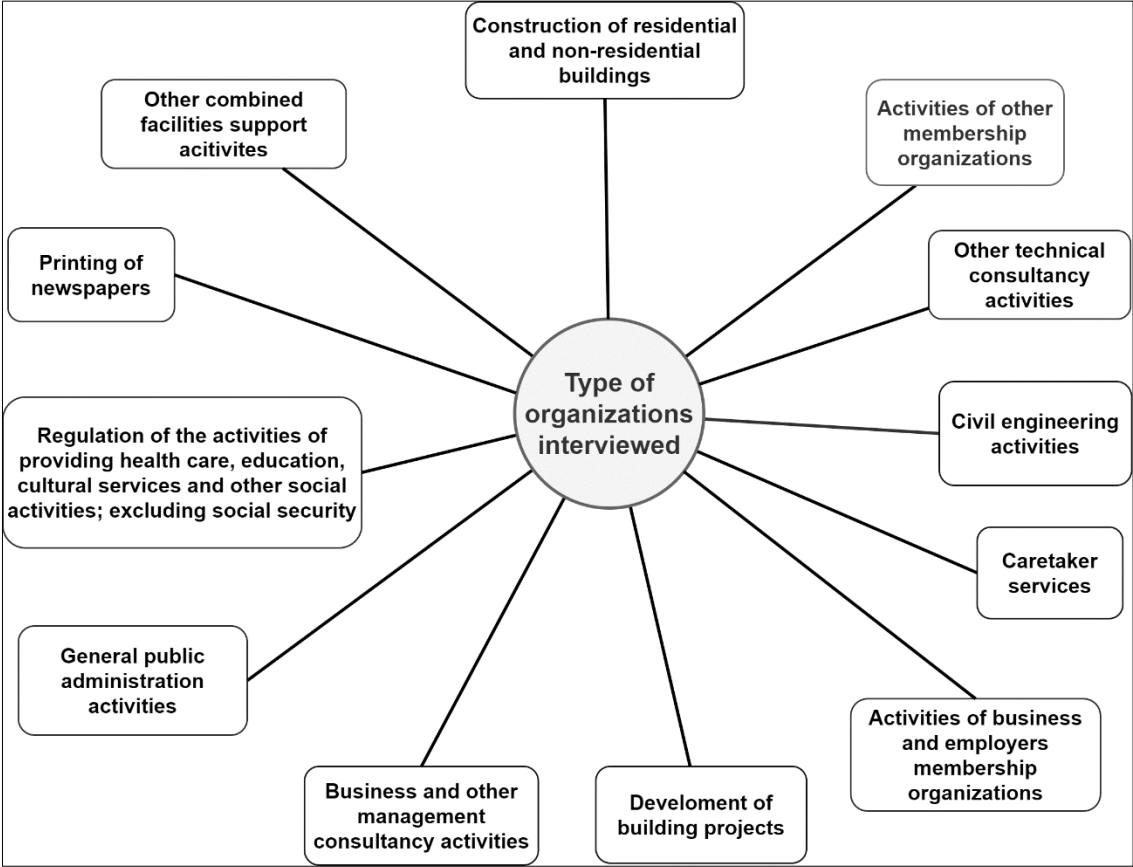 Construction of residential
and non-residential
buildings
Other combined
facilities support
acitivites
Activities of other
membership
organizations
Printing of
newspapers
Other technical
consultancy
activities
Type of
organizations
interviewed
Regulation of the activities of
providing health care, education,
cultural services and other social
activities; excluding social security
Civil engineering
activities
Caretaker
services
General public
administration
activities
Activities of business
and employers
membership
organizations
Business and other
management
consultancy activities
Develoment of
building projects